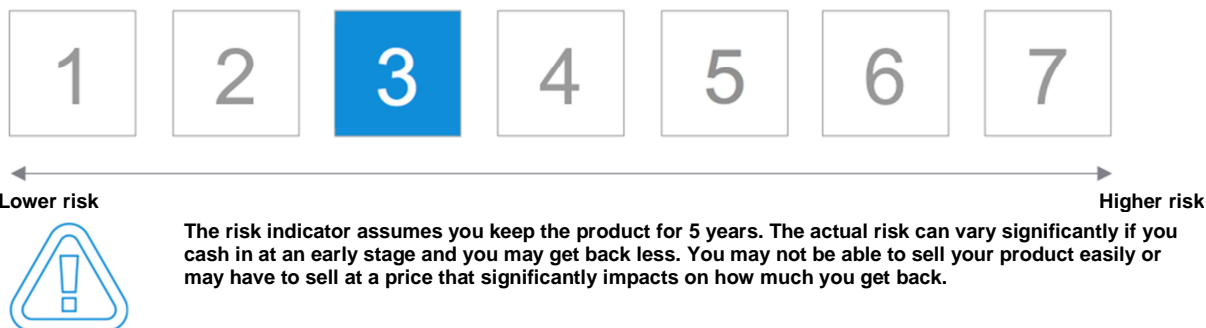 1 2 3 4 5 6 7
Lower risk Higher risk
The risk indicator assumes you keep the product for 5 years. The actual risk can vary significantly if you
cash in at an early stage and you may get back less. You may not be able to sell your product easily or
may have to sell at a price that significantly impacts on how much you get back.